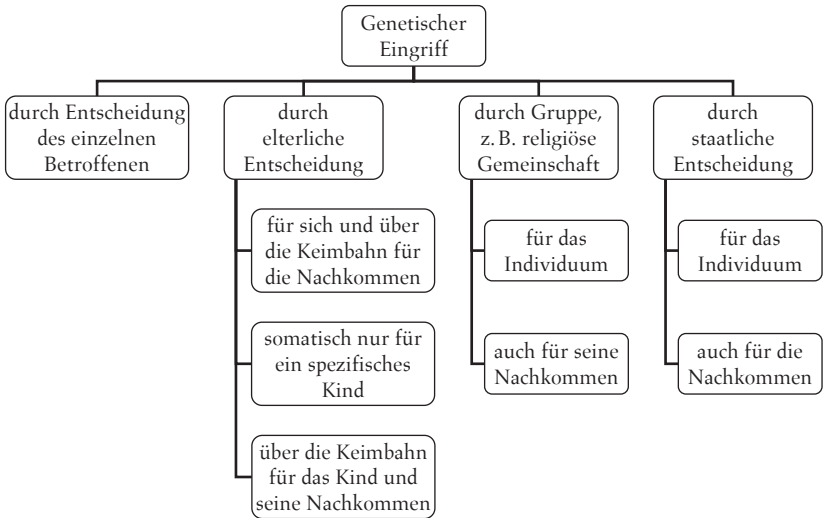 Genetischer
Eingriff
durch Entscheidung
des einzelnen
Betroffenen
durch
elterliche
Entscheidung
durch Gruppe,
z. B. religiöse
Gemeinschaft
durch
staatliche
Entscheidung
für sich und über
die Keimbahn für
die Nachkommen
somatisch nur für
ein spezifisches
Kind
über die Keimbahn
für das Kind und
seine Nachkommen
für das
Individuum
auch für seine
Nachkommen
für das
Individuum
auch für die
Nachkommen